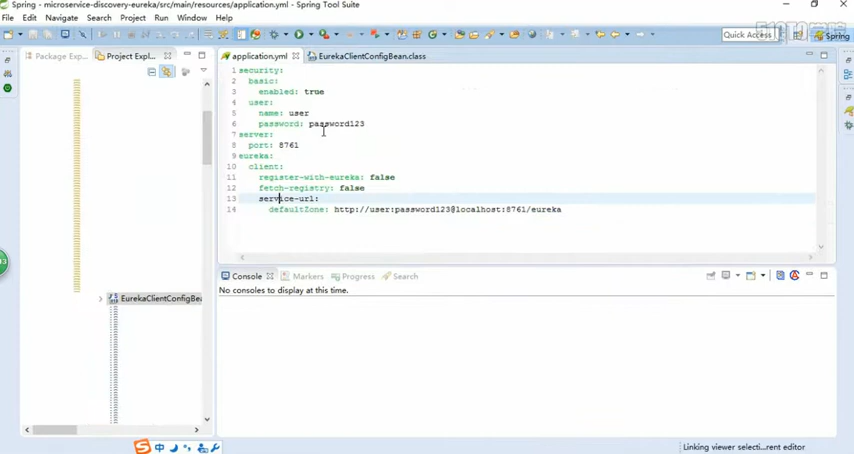 Spring - microservice-discovery-eureka/src/main/resources/application.yml - Spring Tool Suite
File Edit Navigate Search Project Run Window Help
Quick Access
Spring
Package Exp...
Project Expl...
application.yml
EurekaClientConfigBean.class
1 security:
2 basic:
3 enabled: true
4 user:
5 name: user
6 password: password123
7 server:
8 port: 8761
9 eureka:
10 client:
11 register-with-eureka: false
12 fetch-registry: false
13 service-url:
14 defaultZone: http://user:password123@localhost:8761/eureka
EurekaClientConfigBea
Console
Markers
Progress
Search
No consoles to display at this time.
13
中
Linking viewer selecti...rent editor